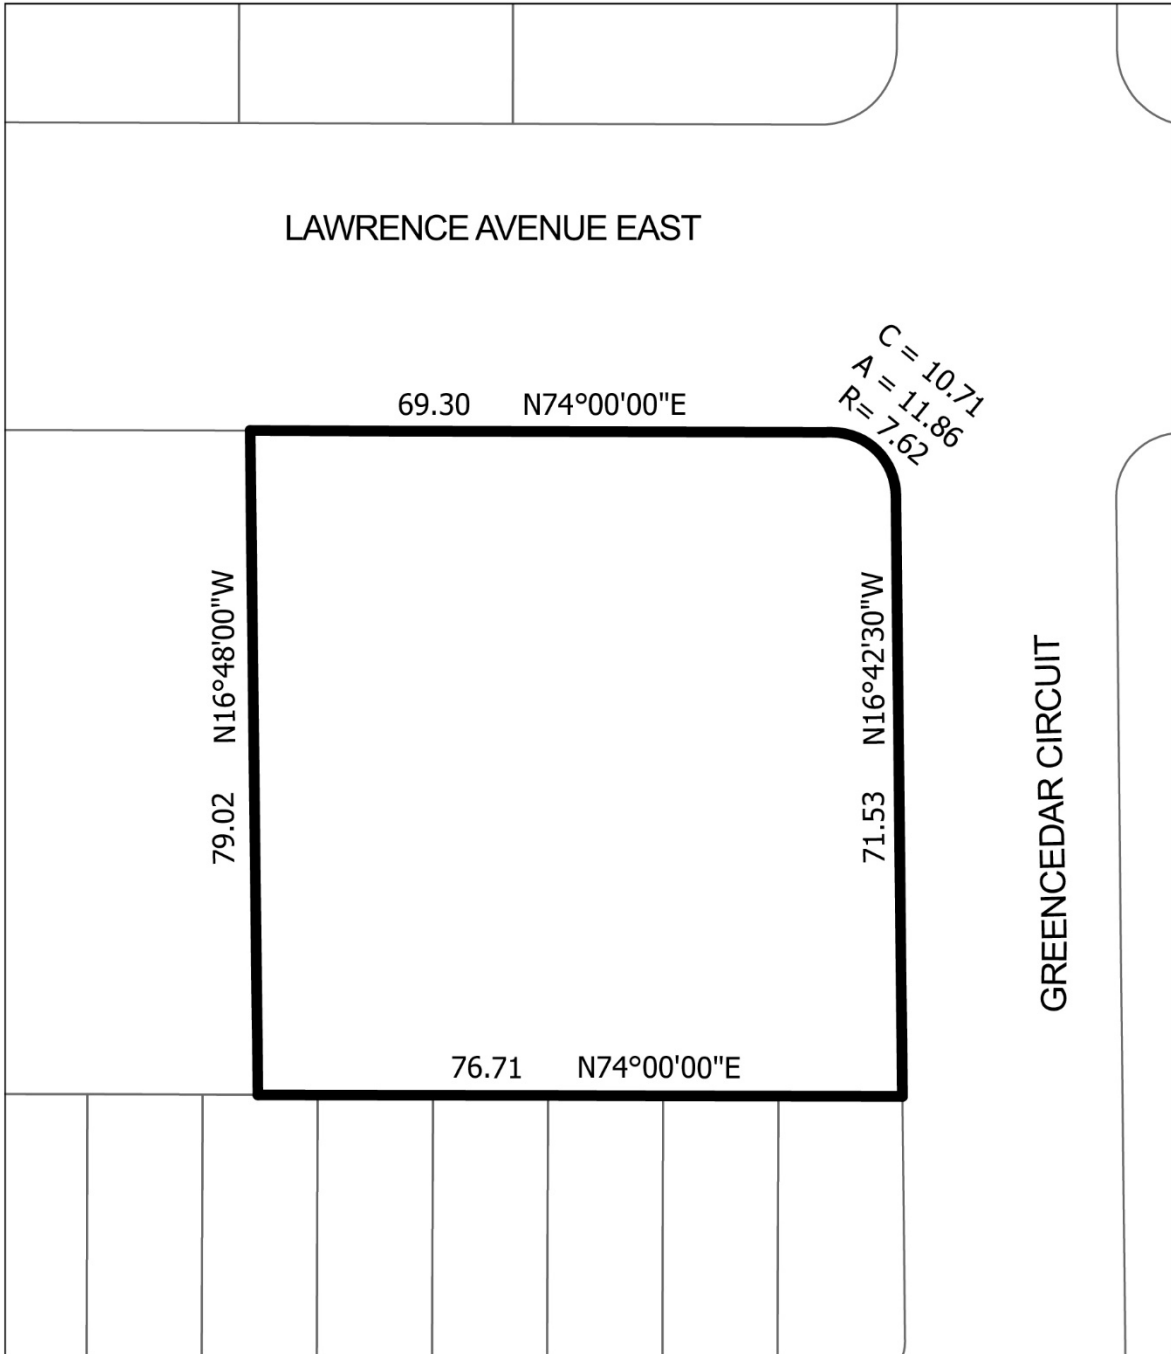 LAWRENCE AVENUE EAST
C = 10.71
A = 11.86
R= 7.62
69.30 N74°00'00"E
79.02 N16°48'00"W
71.53 N16°42'30"W
GREENCEDAR CIRCUIT
76.71 N74°00'00"E